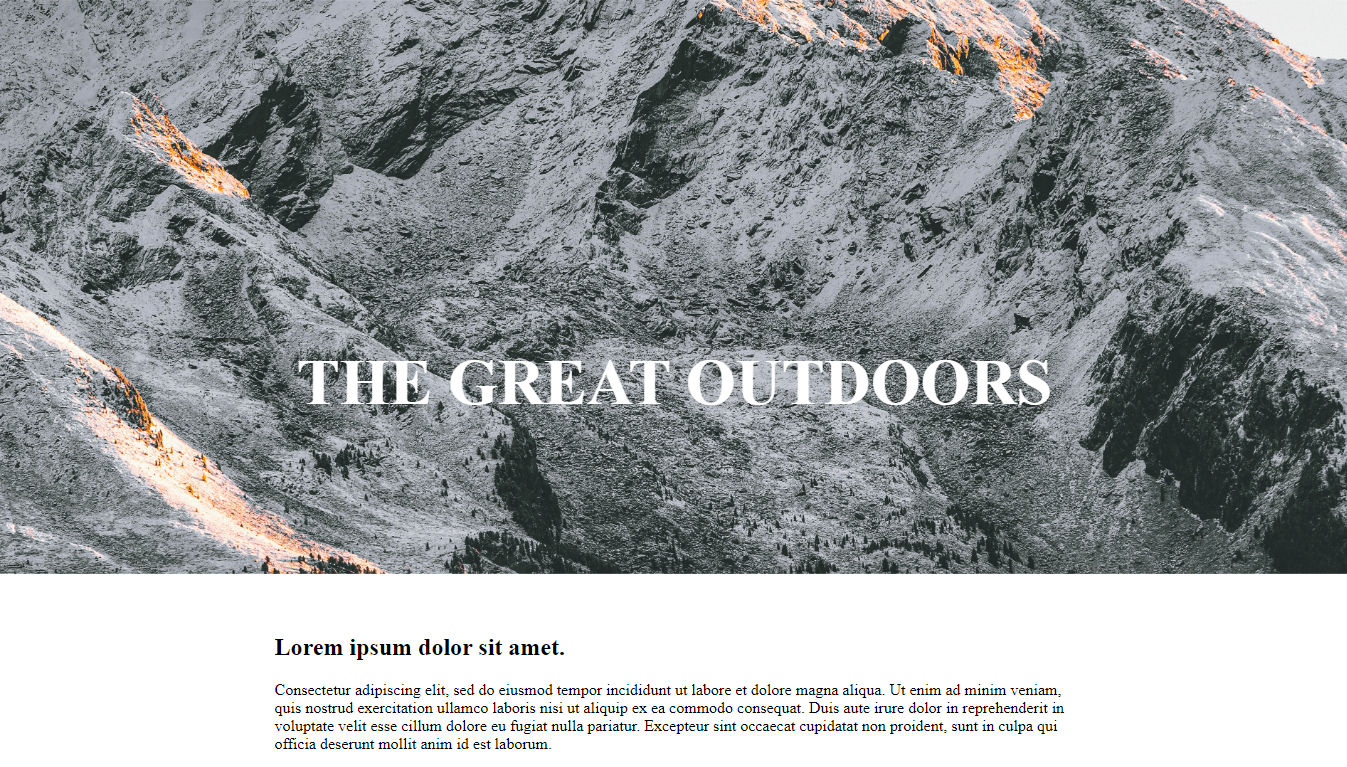 THE GREAT OUTDOORS
Lorem ipsum dolor sit amet.
Consectetur adipiscing elit, sed do eiusmod tempor incididunt ut labore et dolore magna aliqua. Ut enim ad minim veniam,
quis nostrud exercitation ullamco laboris nisi ut aliquip ex ea commodo consequat. Duis aute irure dolor in reprehenderit in
voluptate velit esse cillum dolore eu fugiat nulla pariatur. Excepteur sint occaecat cupidatat non proident, sunt in culpa qui
officia deserunt mollit anim id est laborum.